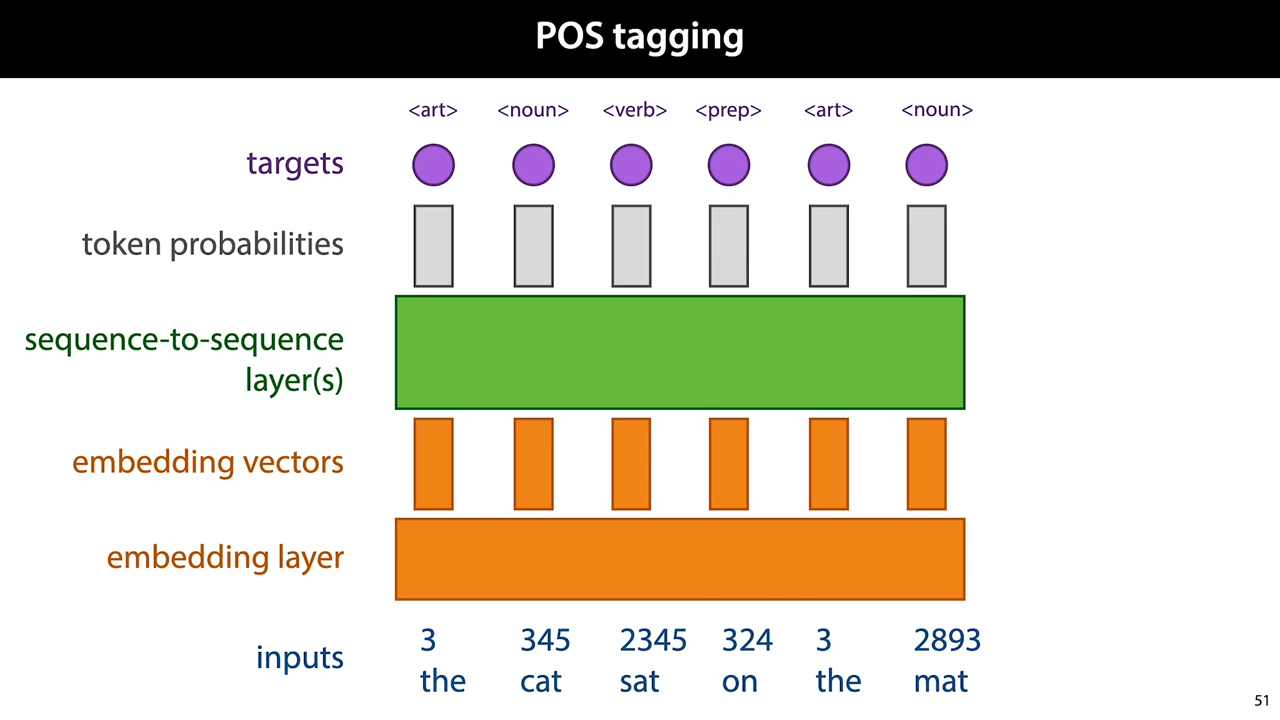 POS tagging
<art> <noun> <verb> <prep> <art> <noun>
targets
token probabilities
sequence-to-sequence
layer(s)
embedding vectors
embedding layer
inputs
3 345 2345 324 3 2893
the cat sat on the mat
51